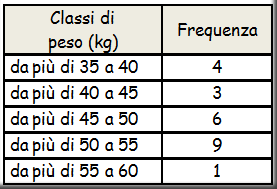 Classi di
peso (kg)
Frequenza
da più di 35 a 40 4
da più di 40 a 45 3
da più di 45 a 50 6
da più di 50 a 55 9
da più di 55 a 60 1